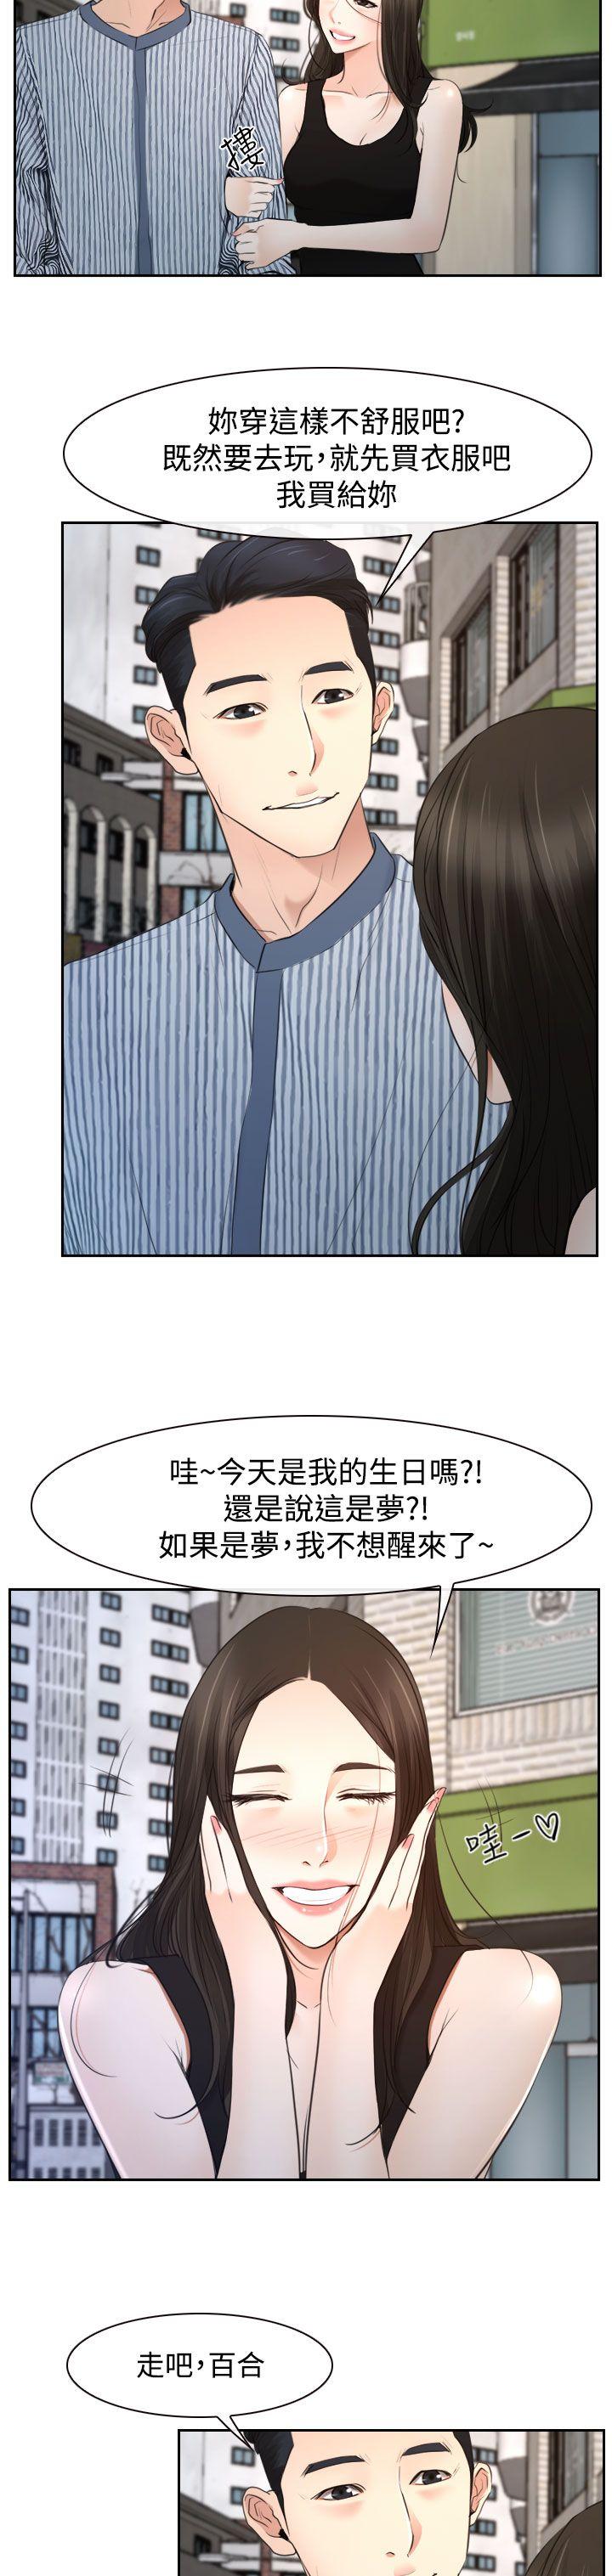 摟
妳穿這樣不舒服吧?
既然要去玩,就先買衣服吧
我買給妳
哇~今天是我的生日嗎?!
還是說這是夢?!
如果是夢,我不想醒來了~
哇~♡
走吧,百合